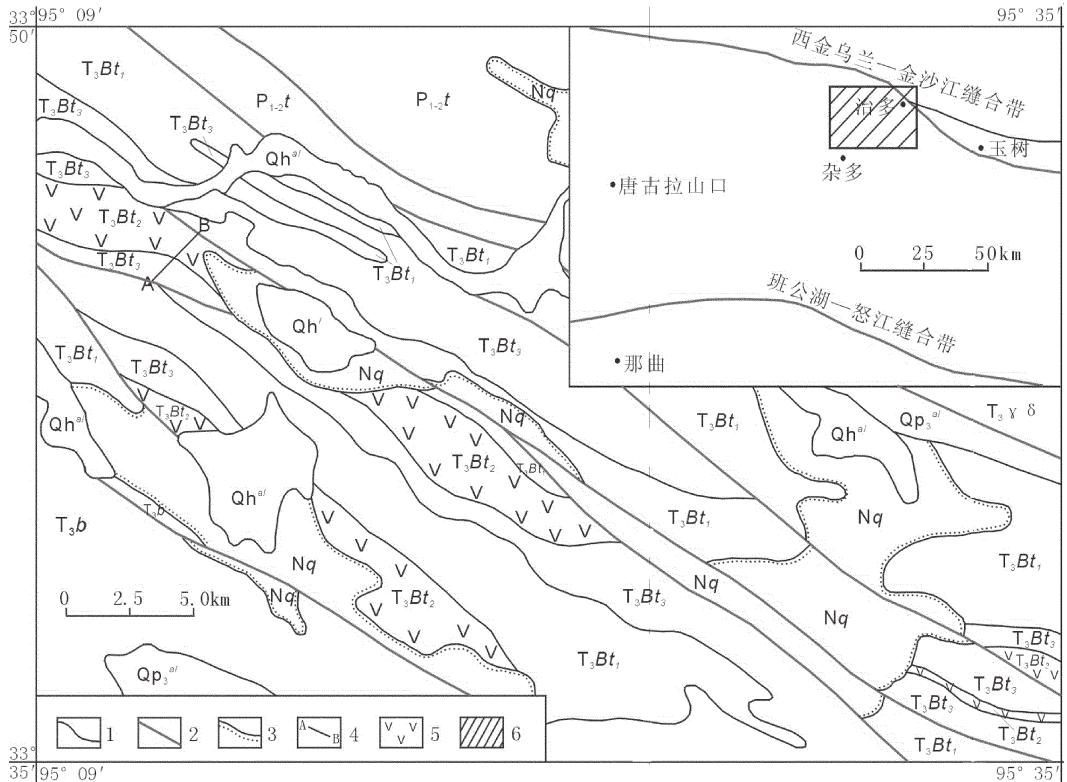 33° 95° 09′
95° 35′
50′
T₃Bt₁
P₁₋₂t
P₁₋₂t
Nq
T₃Bt₃
T₃Bt₃
Qhᵃˡ
T₃Bt₃
T₃Bt₂
B
T₃Bt₃
A
T₃Bt₁
T₃Bt₁
西金乌兰—金沙江缝合带
治多
玉树
杂多
唐古拉山口
0 25 50km
班公湖—怒江缝合带
那曲
Qhˡ
T₃Bt₃
T₃Bt₁
T₃Bt₃
Nq
Nq
T₃Bt₂
Qhᵃˡ
T₃Bt₂
T₃Bt₁
T₃Bt₁
Qhᵃˡ
Qp₃ᵃˡ
T₃γδ
Qhᵃˡ
T₃b
T₃b
T₃Bt₁
Nq
Nq
Nq
Nq
T₃Bt₁
0 2.5 5.0km
T₃Bt₂
T₃Bt₃
Nq
T₃Bt₃
T₃Bt₂
T₃Bt₁
T₃Bt₃
Qp₃ᵃˡ
T₃Bt₃
T₃Bt₂
T₃Bt₁
1 2 3 A B 4 5 6
33°
35′ 95° 09′
95° 35′